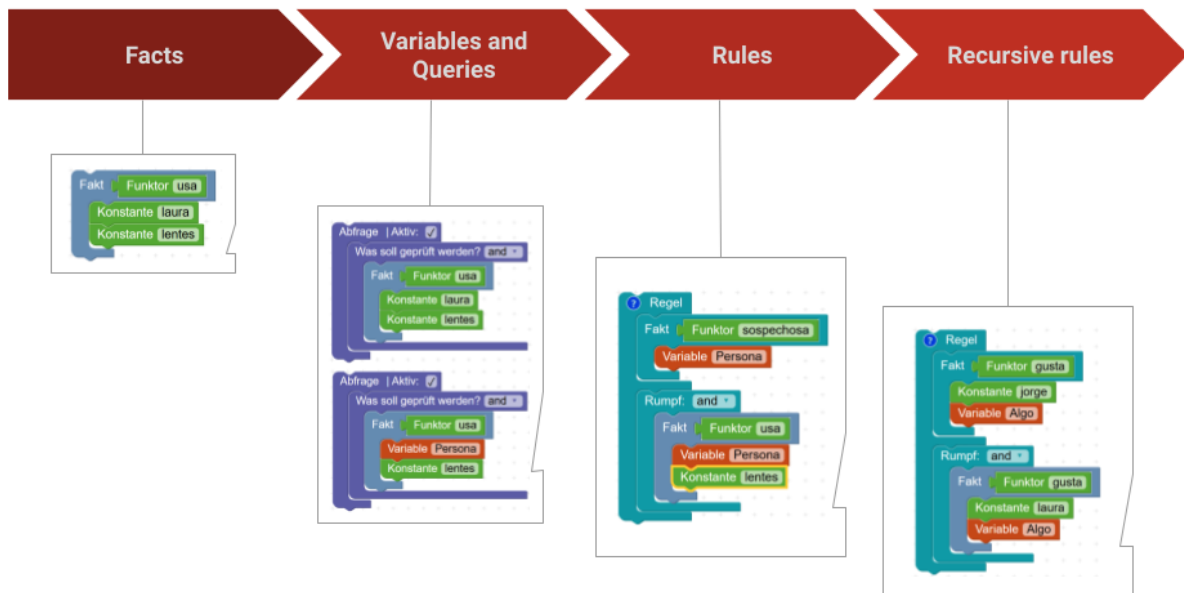 Facts
Variables and
Queries
Rules
Recursive rules
Fakt Funktor usa
Konstante laura
Konstante lentes
Abfrage | Aktiv:
Was soll geprüft werden? and
Fakt Funktor usa
Konstante laura
Konstante lentes
Abfrage | Aktiv:
Was soll geprüft werden? and
Fakt Funktor usa
Variable Persona
Konstante lentes
? Regel
Fakt Funktor sospechosa
Variable Persona
Rumpf: and
Fakt Funktor usa
Variable Persona
Konstante lentes
? Regel
Fakt Funktor gusta
Konstante jorge
Variable Algo
Rumpf: and
Fakt Funktor gusta
Konstante laura
Variable Algo